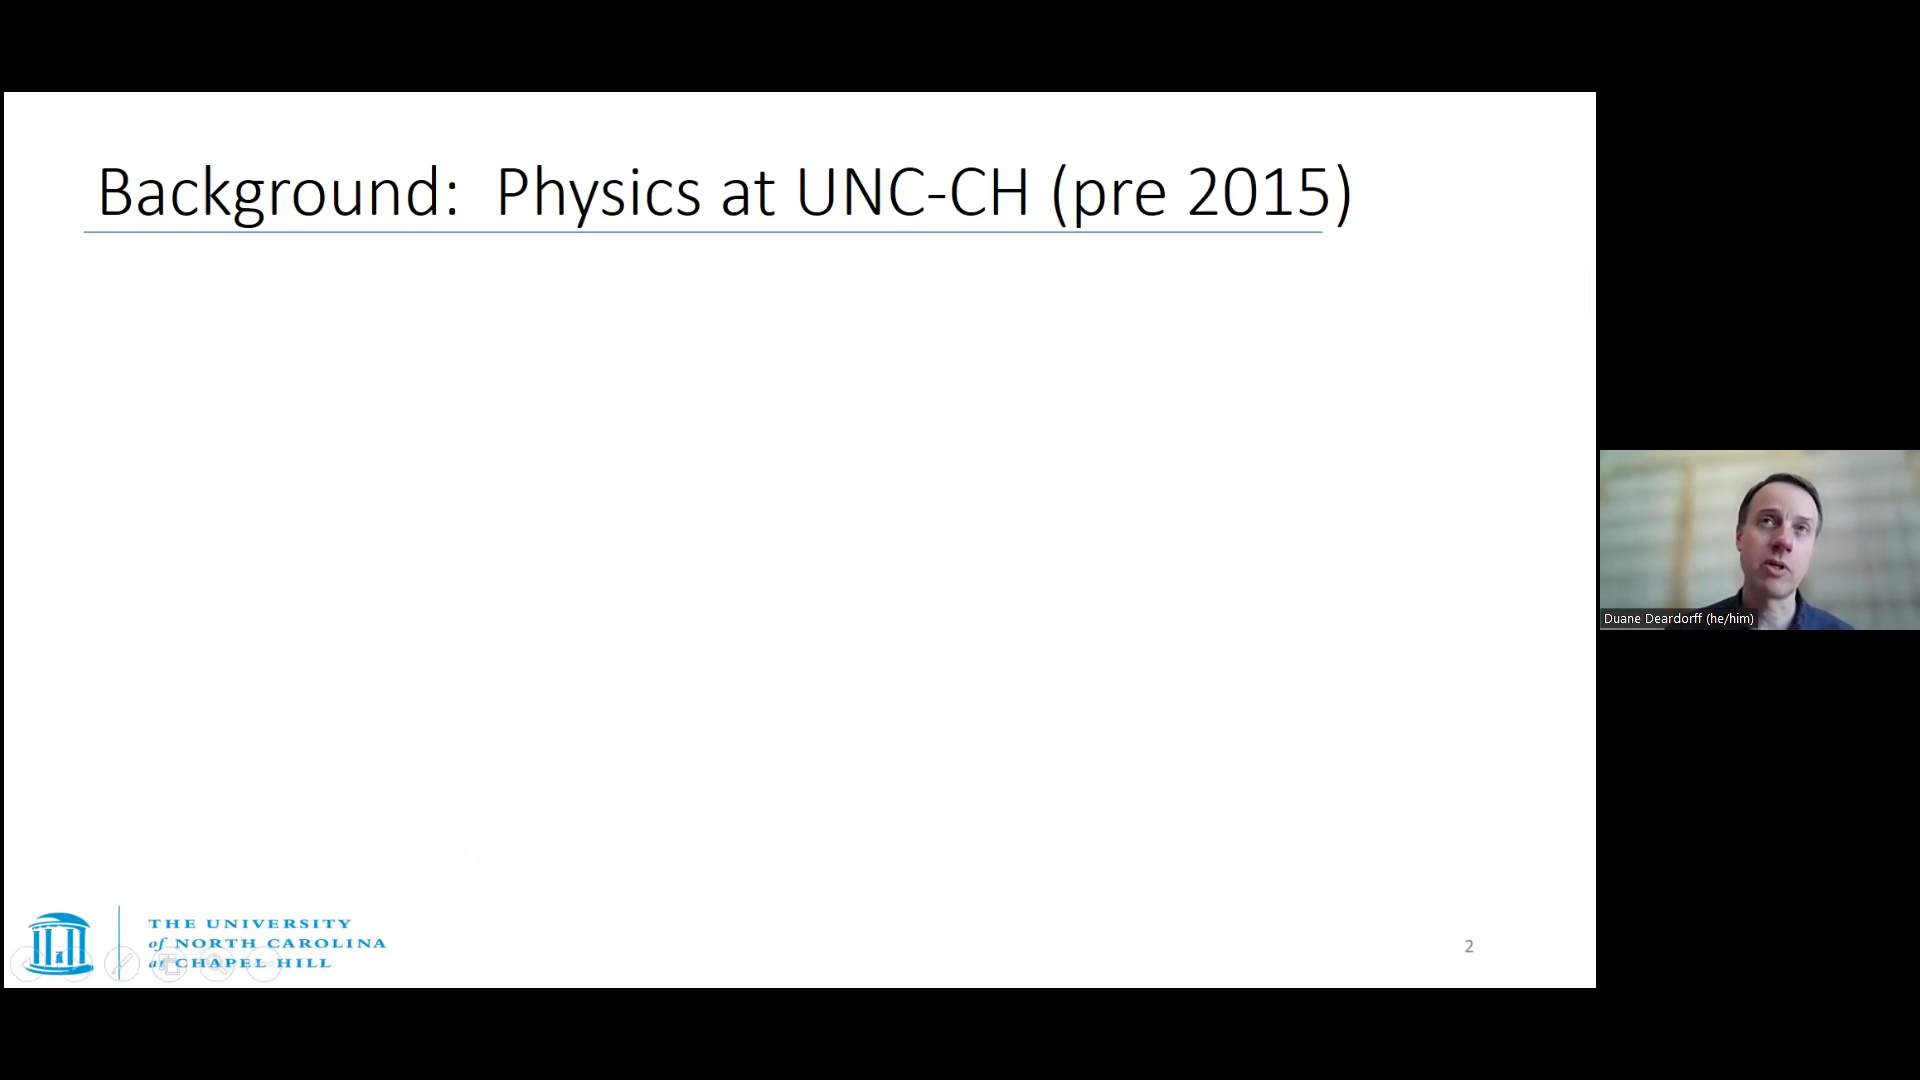 Background:  Physics at UNC-CH (pre 2015)
Duane Deardorff (he/him)
THE UNIVERSITY
of NORTH CAROLINA
at CHAPEL HILL
2